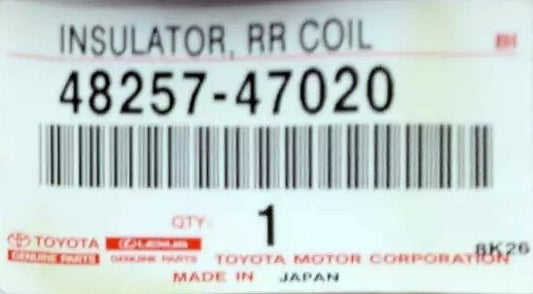 INSULATOR, RR COIL
48257-47020
QTY: 1
TOYOTA LEXUS
GENUINE PARTS GENUINE PARTS
8K26
TOYOTA MOTOR CORPORATION
MADE IN JAPAN